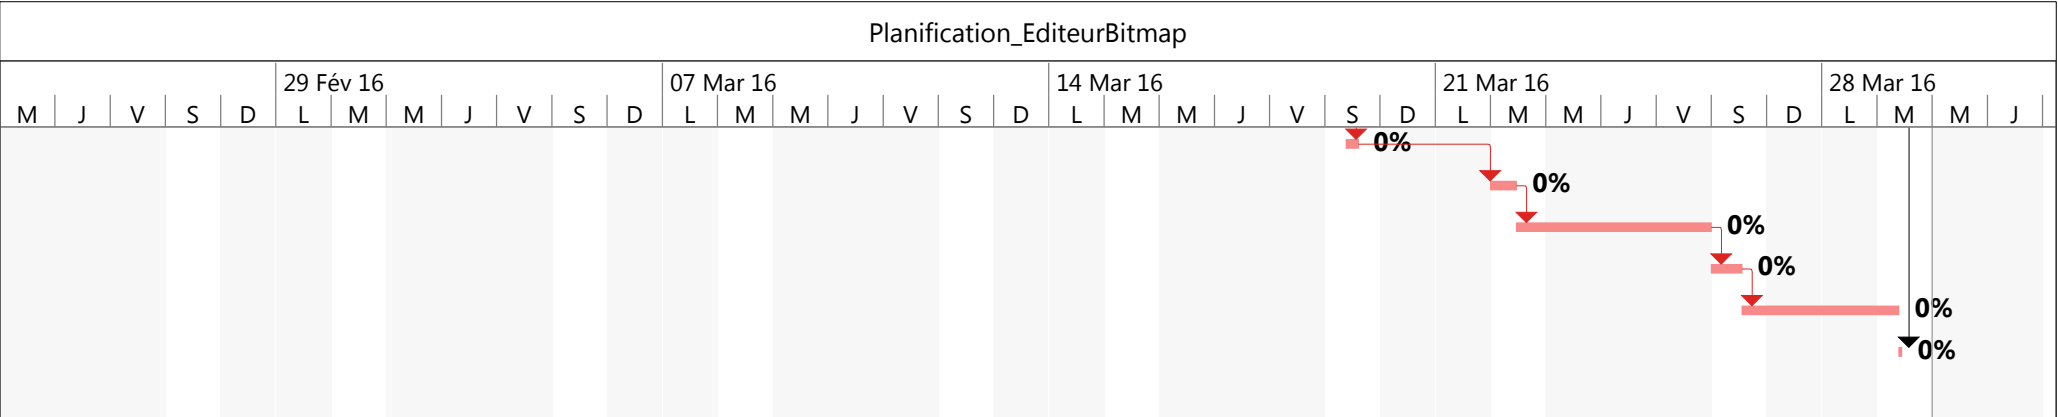 Planification_EditeurBitmap
29 Fév 16 07 Mar 16 14 Mar 16 21 Mar 16 28 Mar 16
M J V S D L M M J V S D L M M J V S D L M M J V S D L M M J V S D L M M J
0%
0%
0%
0%
0%
0%